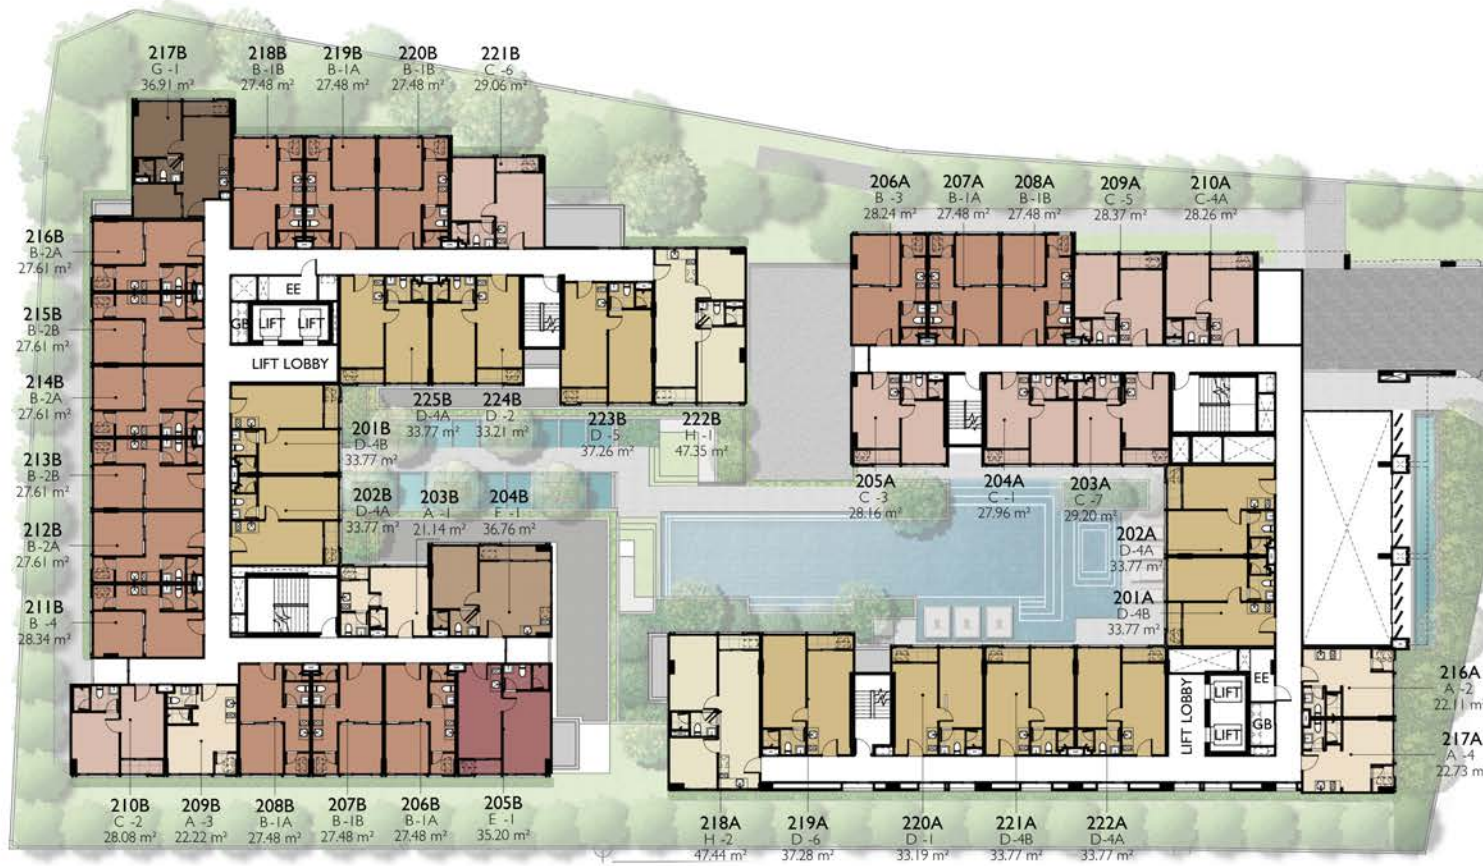 217B
G -1
36.91 m²
218B
B -1B
27.48 m²
219B
B-1A
27.48 m²
220B
B-1B
27.48 m²
221B
C -6
29.06 m²
206A
B -3
28.24 m²
207A
B-1A
27.48 m²
208A
B-1B
27.48 m²
209A
C -5
28.37 m²
210A
C-4A
28.26 m²
216B
B-2A
27.61 m²
215B
B-2B
27.61 m²
214B
B-2A
27.61 m²
213B
B-2B
27.61 m²
212B
B-2A
27.61 m²
211B
B -4
28.34 m²
EE
GB
LIFT
LIFT
LIFT LOBBY
225B
D-4A
33.77 m²
224B
D -2
33.21 m²
223B
D -5
37.26 m²
222B
H -1
47.35 m²
201B
D-4B
33.77 m²
202B
D-4A
33.77 m²
203B
A -1
21.14 m²
204B
F -1
36.76 m²
205A
C -3
28.16 m²
204A
C -1
27.96 m²
203A
C -7
29.20 m²
202A
D-4A
33.77 m²
201A
D-4B
33.77 m²
LIFT LOBBY
LIFT
LIFT
EE
GB
216A
A -2
22.11 m²
217A
A -4
22.73 m²
210B
C -2
28.08 m²
209B
A -3
22.22 m²
208B
B-1A
27.48 m²
207B
B-1B
27.48 m²
206B
B-1A
27.48 m²
205B
E -1
35.20 m²
218A
H -2
47.44 m²
219A
D -6
37.28 m²
220A
D -1
33.19 m²
221A
D-4B
33.77 m²
222A
D-4A
33.77 m²